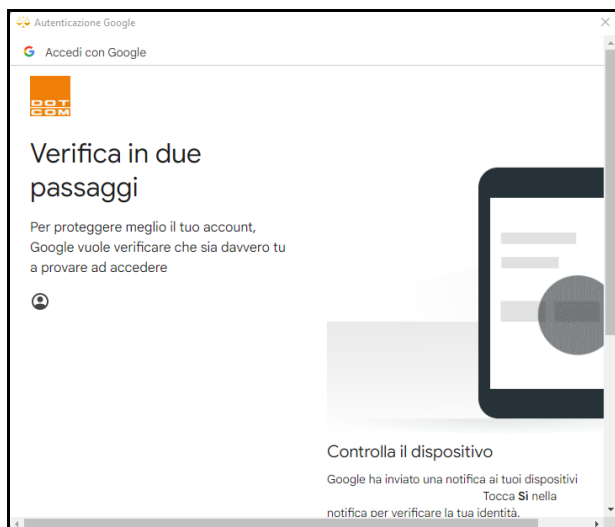 Autenticazione Google
Accedi con Google
DOT
COM
Verifica in due
passaggi
Per proteggere meglio il tuo account,
Google vuole verificare che sia davvero tu
a provare ad accedere
Controlla il dispositivo
Google ha inviato una notifica ai tuoi dispositivi
Tocca Sì nella
notifica per verificare la tua identità.